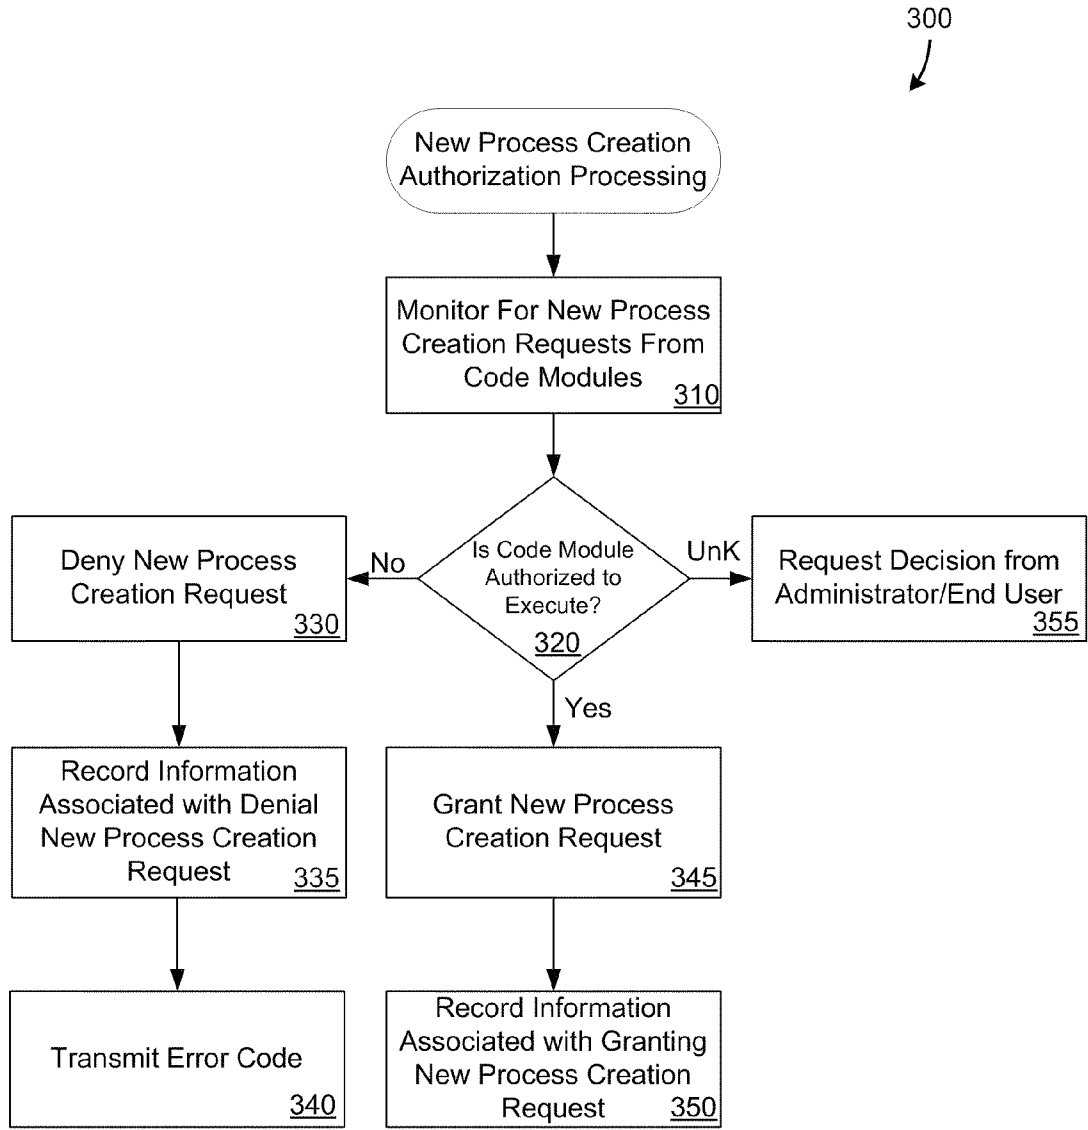 300
New Process Creation
Authorization Processing
Monitor For New Process
Creation Requests From
Code Modules
310
Is Code Module
Authorized to
Execute?
320
No
UnK
Yes
Deny New Process
Creation Request
330
Request Decision from
Administrator/End User
355
Record Information
Associated with Denial
New Process Creation
Request
335
Grant New Process
Creation Request
345
Transmit Error Code
340
Record Information
Associated with Granting
New Process Creation
Request
350